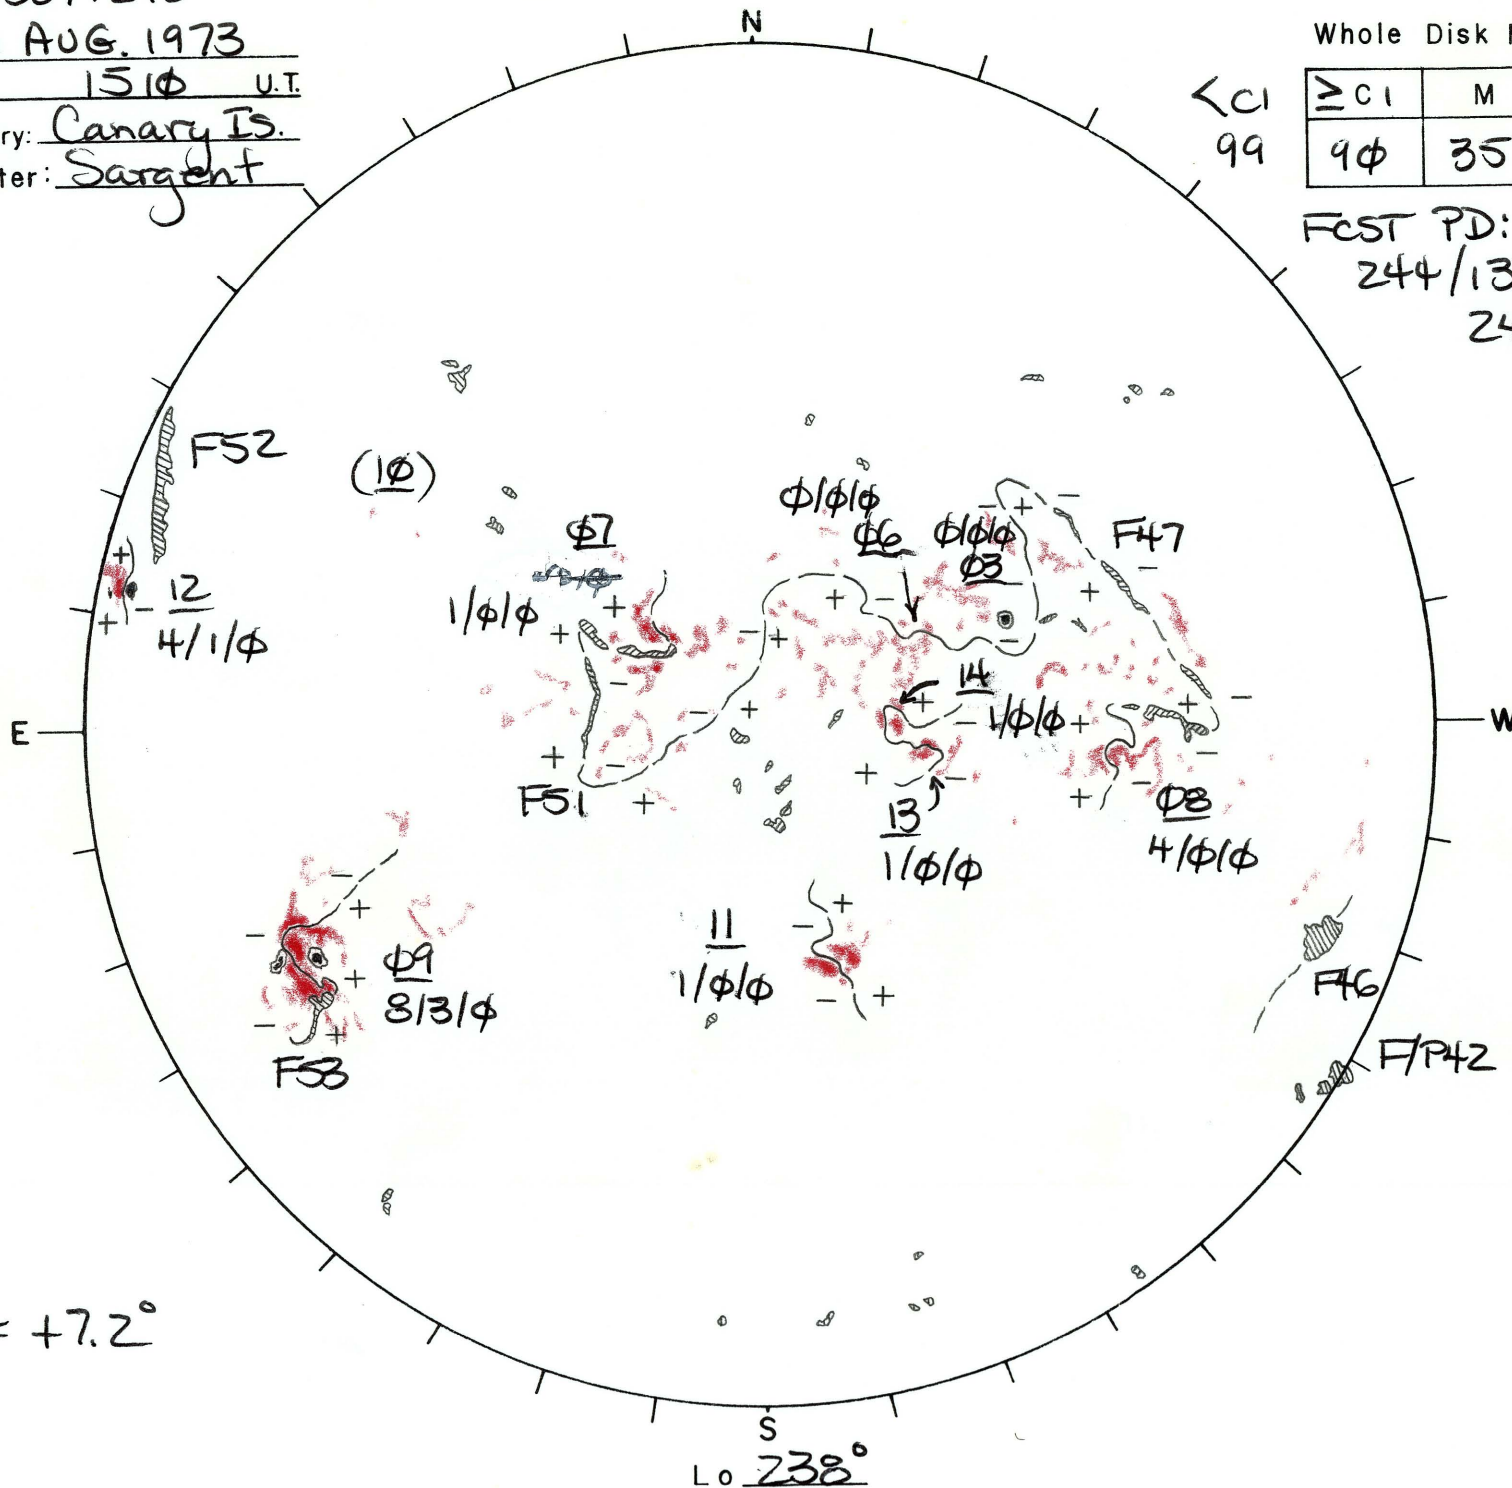 AUG. 1973
151Φ U.T.
ry: Canary Is.
ter: Sargent
N
Whole Disk
<C1
99
≥C1 M
9Φ 35
FCST PD:
244/13
F52
(1Φ)
Φ7
1/Φ/Φ
Φ/Φ/Φ
Φ6
Φ/Φ/Φ
Φ3
F47
12
4/1/Φ
14
1/Φ/Φ
E
W
F51
13
1/Φ/Φ
Φ8
4/Φ/Φ
11
1/Φ/Φ
Φ9
8/3/Φ
F53
F46
F/P42
= +7.2°
S
Lo 238°